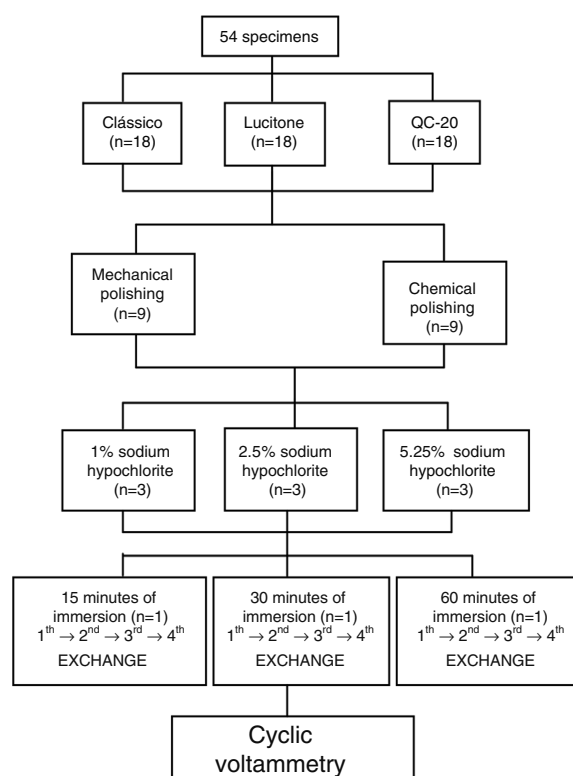 54 specimens
Clássico
(n=18)
Lucitone
(n=18)
QC-20
(n=18)
Mechanical
polishing
(n=9)
Chemical
polishing
(n=9)
1% sodium
hypochlorite
(n=3)
2.5% sodium
hypochlorite
(n=3)
5.25% sodium
hypochlorite
(n=3)
15 minutes of
immersion (n=1)
1th → 2nd → 3rd → 4th
EXCHANGE
30 minutes of
immersion (n=1)
1th → 2nd → 3rd → 4th
EXCHANGE
60 minutes of
immersion (n=1)
1th → 2nd → 3rd → 4th
EXCHANGE
Cyclic
voltammetry